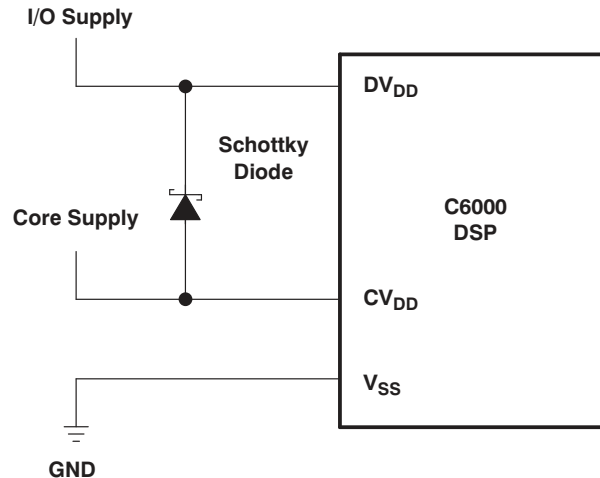 I/O Supply
DV_DD
Schottky
Diode
C6000
DSP
Core Supply
CV_DD
V_SS
GND